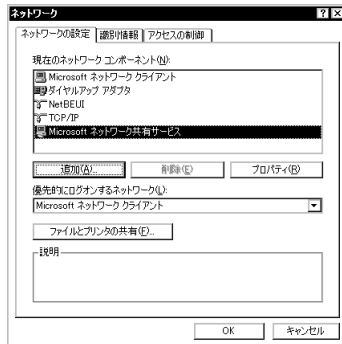 ネットワーク
ネットワークの設定 識別情報 アクセスの制御
現在のネットワーク コンポーネント(N):
Microsoft ネットワーク クライアント
ダイヤルアップ アダプタ
NetBEUI
TCP/IP
Microsoft ネットワーク共有サービス
追加(A)... 削除(E) プロパティ(R)
優先的にログオンするネットワーク(L):
Microsoft ネットワーク クライアント
ファイルとプリンタの共有(F)...
説明
OK キャンセル